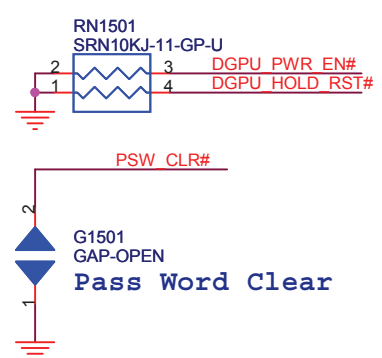 RN1501
SRN10KJ-11-GP-U
2 3 DGPU_PWR_EN#
1 4 DGPU_HOLD_RST#
PSW_CLR#
2
G1501
GAP-OPEN
Pass Word Clear
1